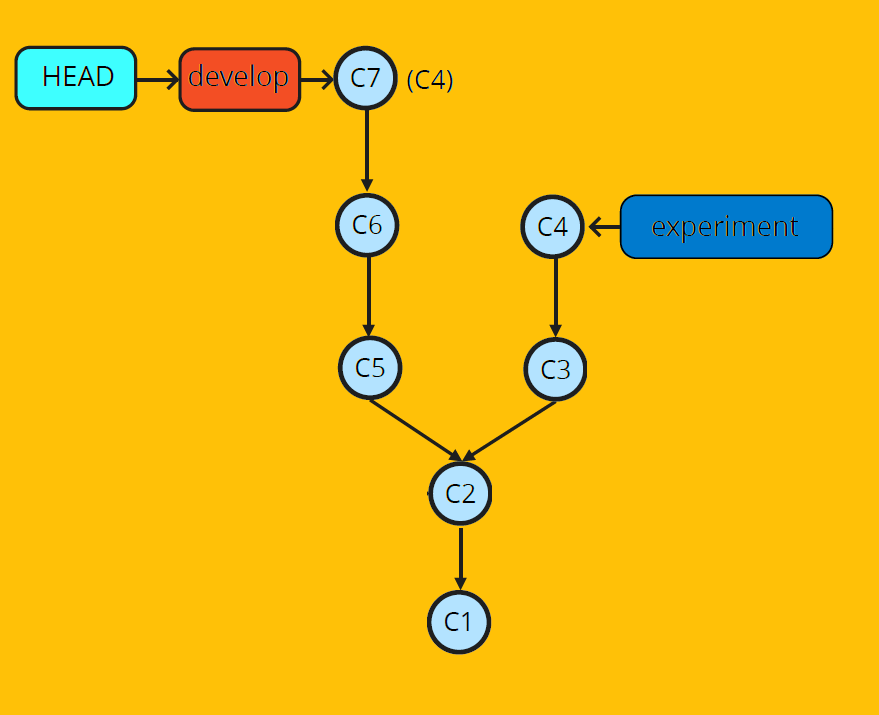 HEAD
develop
C7 (C4)
C6
C4
experiment
C5
C3
C2
C1